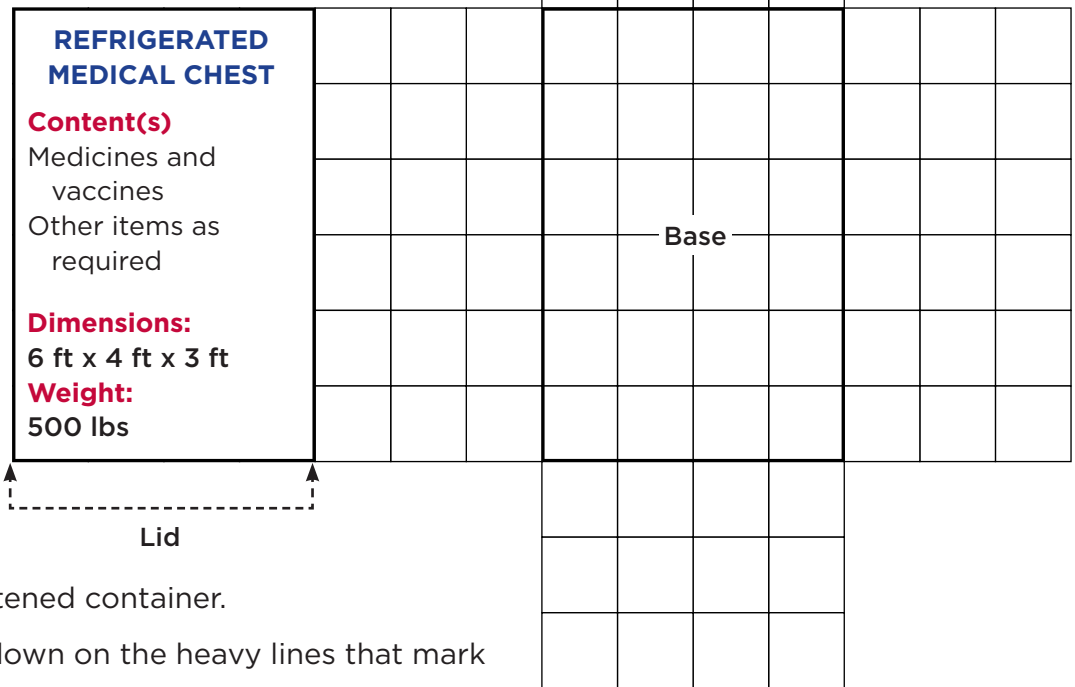 REFRIGERATED
MEDICAL CHEST
Content(s)
Medicines and
vaccines
Other items as
required
Dimensions:
6 ft x 4 ft x 3 ft
Weight:
500 lbs
Base
Lid
tened container.
down on the heavy lines that mark